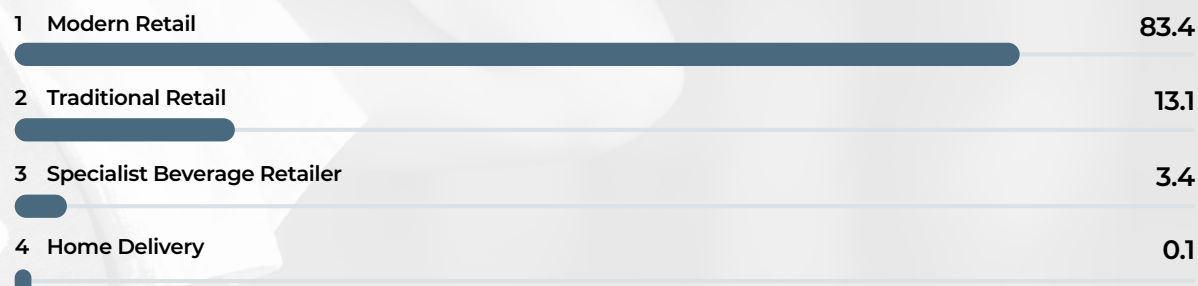 1 Modern Retail 83.4
2 Traditional Retail 13.1
3 Specialist Beverage Retailer 3.4
4 Home Delivery 0.1